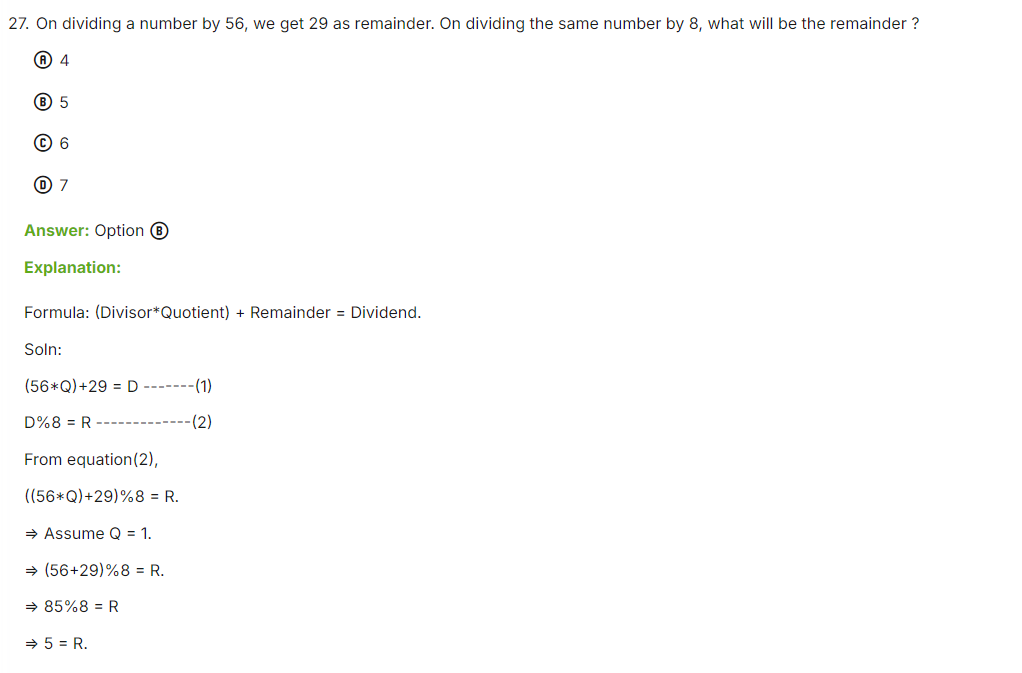 27. On dividing a number by 56, we get 29 as remainder. On dividing the same number by 8, what will be the remainder ?
Ⓐ 4
Ⓑ 5
Ⓒ 6
Ⓓ 7
Answer: Option Ⓑ
Explanation:
Formula: (Divisor*Quotient) + Remainder = Dividend.
Soln:
(56*Q)+29 = D -------(1)
D%8 = R -------------(2)
From equation(2),
((56*Q)+29)%8 = R.
⇒ Assume Q = 1.
⇒ (56+29)%8 = R.
⇒ 85%8 = R
⇒ 5 = R.